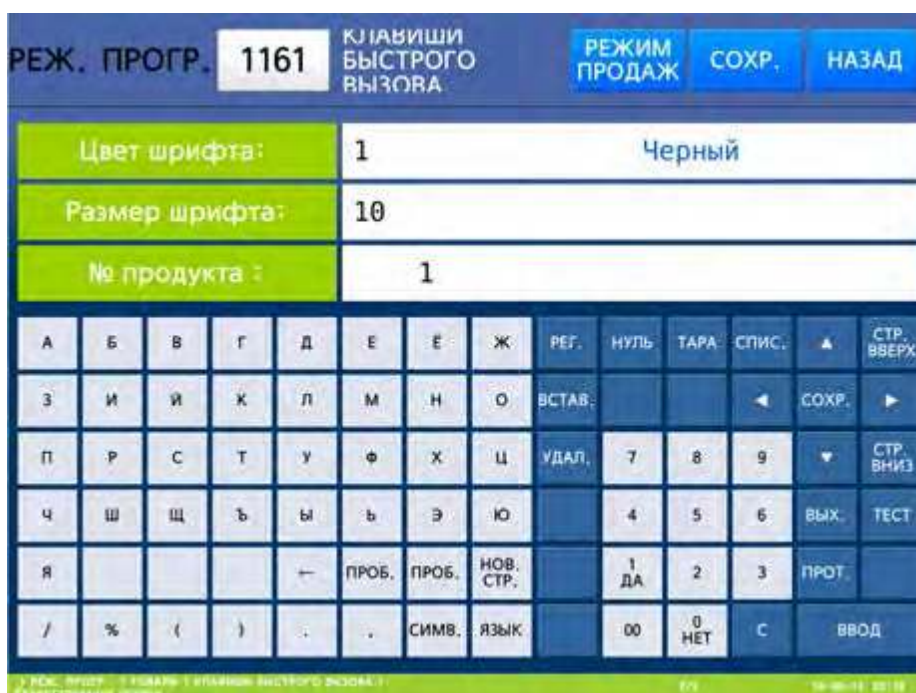 РЕЖ. ПРОГР. 1161 КЛАВИШИ
БЫСТРОГО
ВЫЗОВА
РЕЖИМ
ПРОДАЖ
СОХР.
НАЗАД
Цвет шрифта: 1 Черный
Размер шрифта: 10
№ продукта : 1
А Б В Г Д Е Ё Ж РЕГ. НУЛЬ ТАРА СПИС. ▲ СТР. ВВЕРХ
З И Й К Л М Н О ВСТАВ. ◄ СОХР. ►
П Р С Т У Ф Х Ц УДАЛ. 7 8 9 ▼ СТР. ВНИЗ
Ч Ш Щ Ъ Ы Ь Э Ю 4 5 6 ВЫХ. ТЕСТ
Я ← ПРОБ. ПРОБ. НОВ. СТР. 1 ДА 2 3 ПРОТ.
/ % ( ) . , СИМВ. ЯЗЫК 00 0 НЕТ C ВВОД